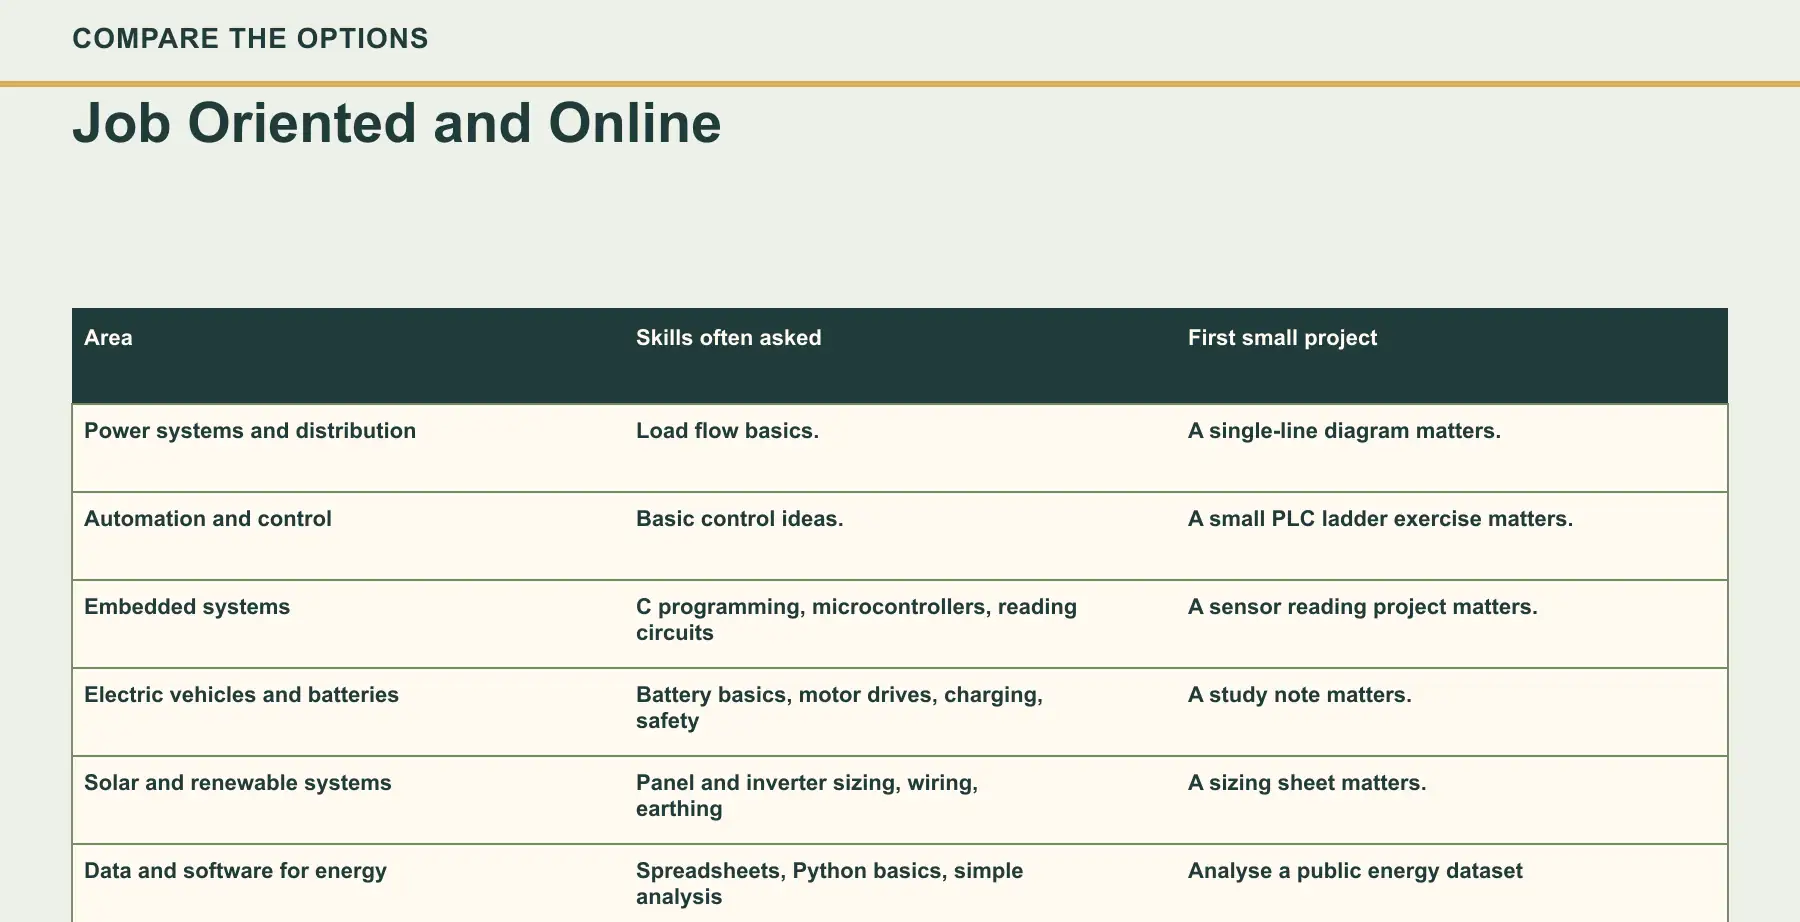 COMPARE THE OPTIONS
Job Oriented and Online
Area
Skills often asked
First small project
Power systems and distribution
Load flow basics.
A single-line diagram matters.
Automation and control
Basic control ideas.
A small PLC ladder exercise matters.
Embedded systems
C programming, microcontrollers, reading
circuits
A sensor reading project matters.
Electric vehicles and batteries
Battery basics, motor drives, charging,
safety
A study note matters.
Solar and renewable systems
Panel and inverter sizing, wiring,
earthing
A sizing sheet matters.
Data and software for energy
Spreadsheets, Python basics, simple
analysis
Analyse a public energy dataset